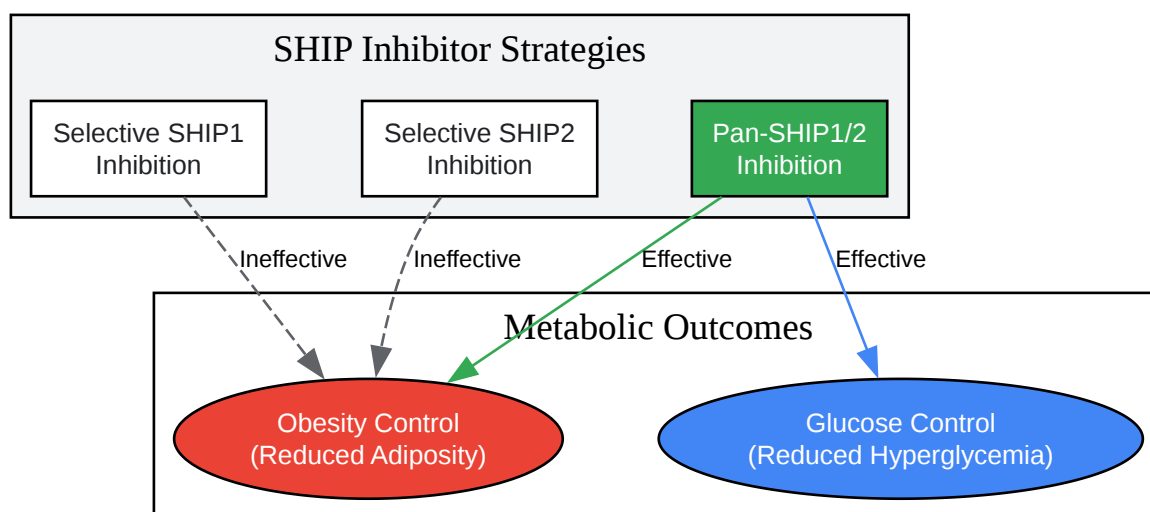 SHIP Inhibitor Strategies
Selective SHIP1
Inhibition
Selective SHIP2
Inhibition
Pan-SHIP1/2
Inhibition
Ineffective
Ineffective
Effective
Effective
Metabolic Outcomes
Obesity Control
(Reduced Adiposity)
Glucose Control
(Reduced Hyperglycemia)